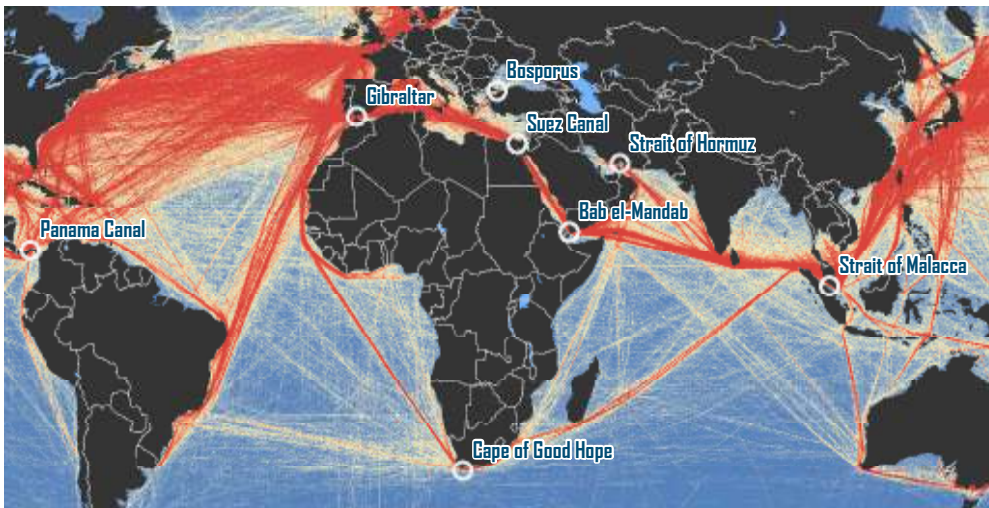 Bosporus
Gibraltar
Suez Canal
Strait of Hormuz
Bab el-Mandab
Panama Canal
Strait of Malacca
Cape of Good Hope